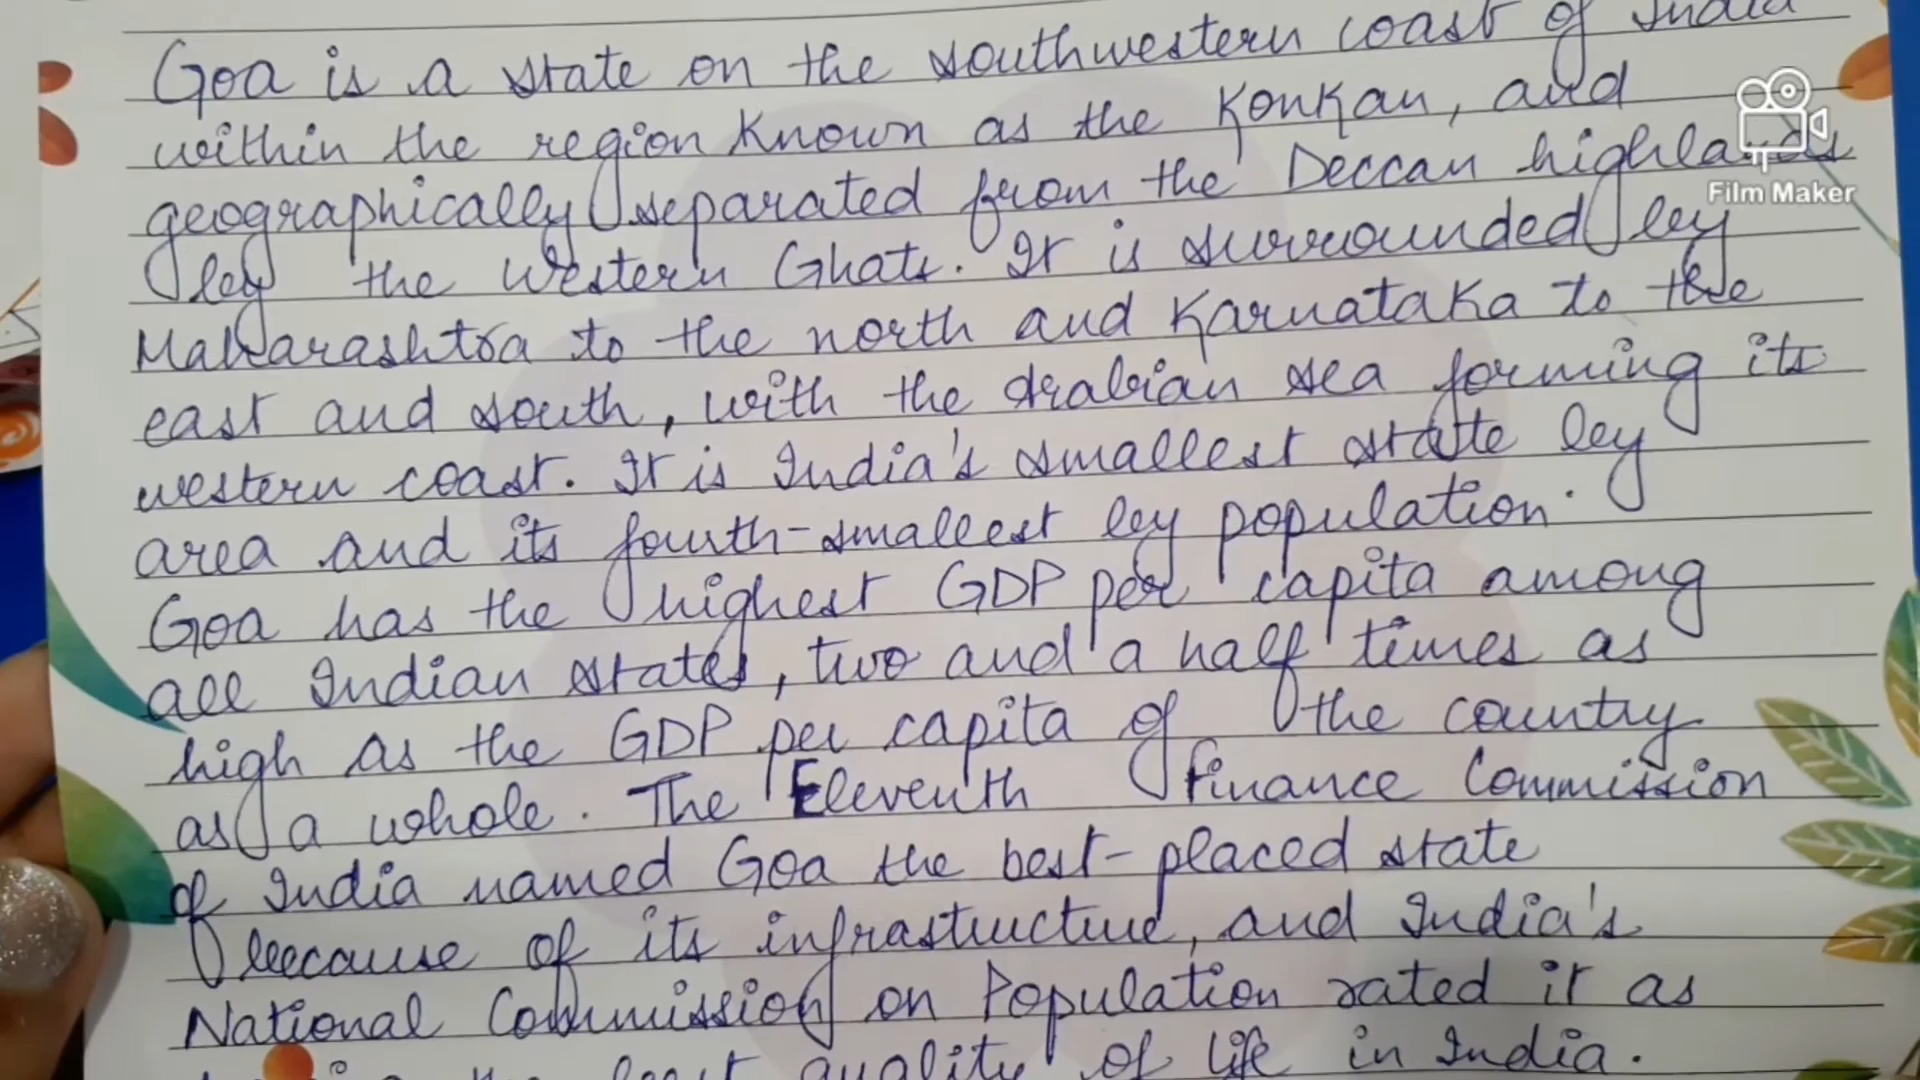 Goa is a state on the southwestern coast of India
within the region known as the Konkan, and
geographically separated from the Deccan highlands
by the Western Ghats. It is surrounded by
Maharashtra to the north and Karnataka to the
east and south, with the Arabian sea forming its
western coast. It is India's smallest state by
area and its fourth-smallest by population.
Goa has the highest GDP per capita among
all Indian states, two and a half times as
high as the GDP per capita of the country
as a whole. The Eleventh Finance Commission
of India named Goa the best-placed state
because of its infrastructure, and India's
National Commission on Population rated it as
the best quality of life in India.
Film Maker